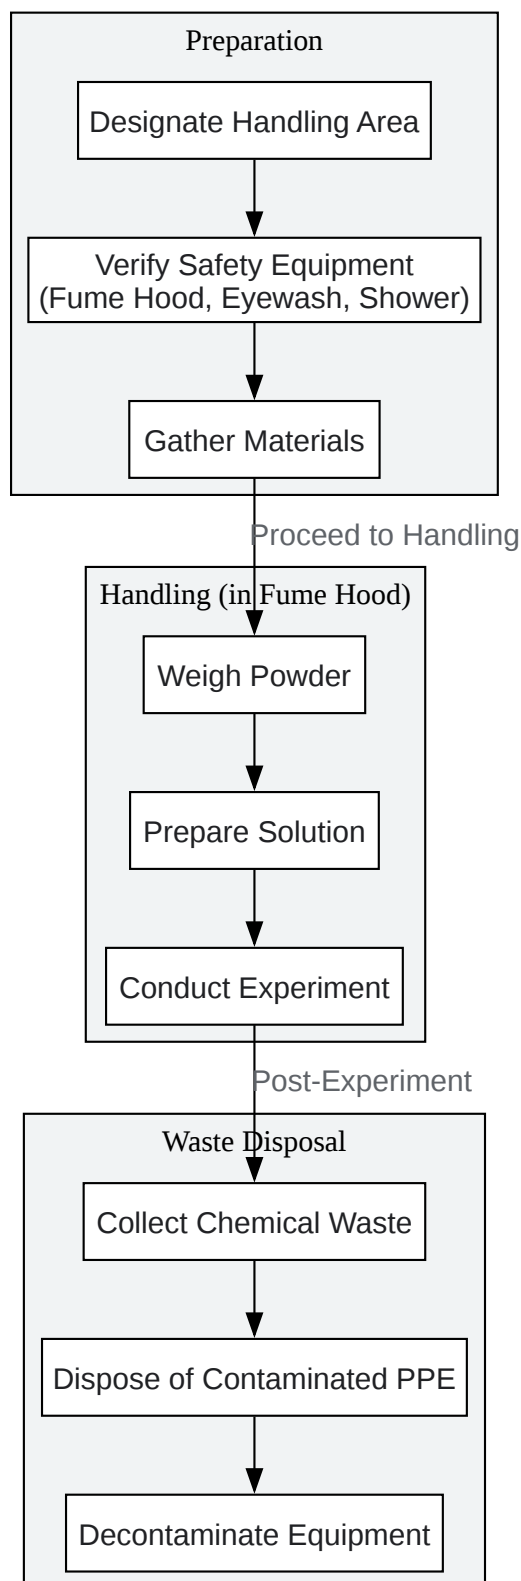 Preparation
Designate Handling Area
Verify Safety Equipment
(Fume Hood, Eyewash, Shower)
Gather Materials
Proceed to Handling
Handling (in Fume Hood)
Weigh Powder
Prepare Solution
Conduct Experiment
Post-Experiment
Waste Disposal
Collect Chemical Waste
Dispose of Contaminated PPE
Decontaminate Equipment